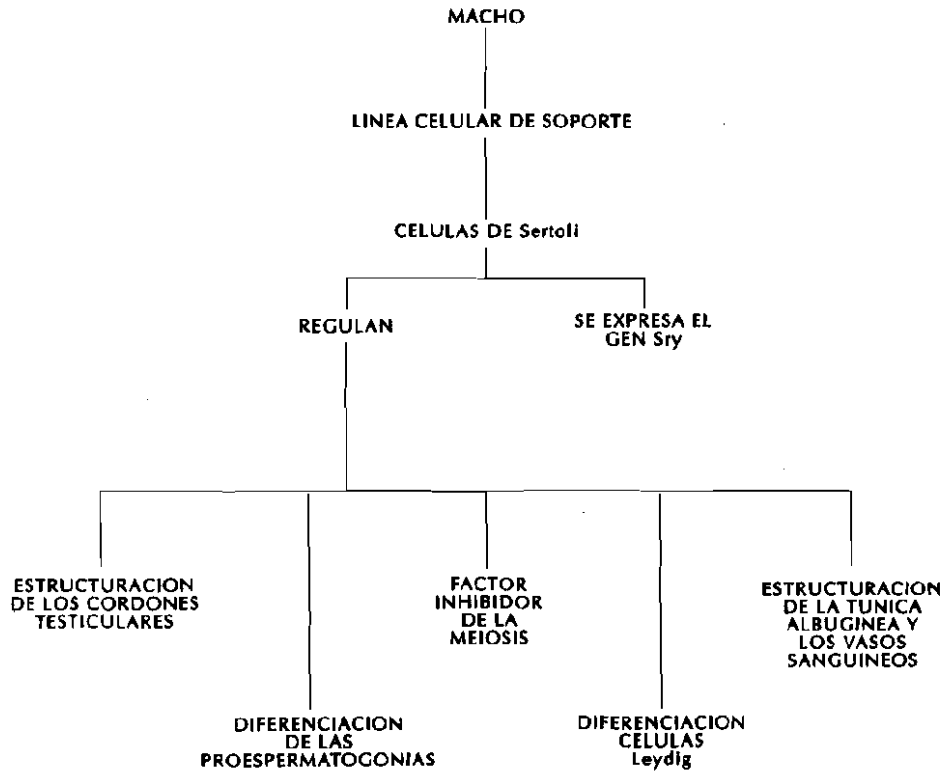 MACHO
LINEA CELULAR DE SOPORTE
CELULAS DE Sertoli
REGULAN
SE EXPRESA EL
GEN Sry
ESTRUCTURACION
DE LOS CORDONES
TESTICULARES
FACTOR
INHIBIDOR
DE LA
MEIOSIS
ESTRUCTURACION
DE LA TUNICA
ALBUGINEA Y
LOS VASOS
SANGUINEOS
DIFERENCIACION
DE LAS
PROESPERMATOGONIAS
DIFERENCIACION
CELULAS
Leydig